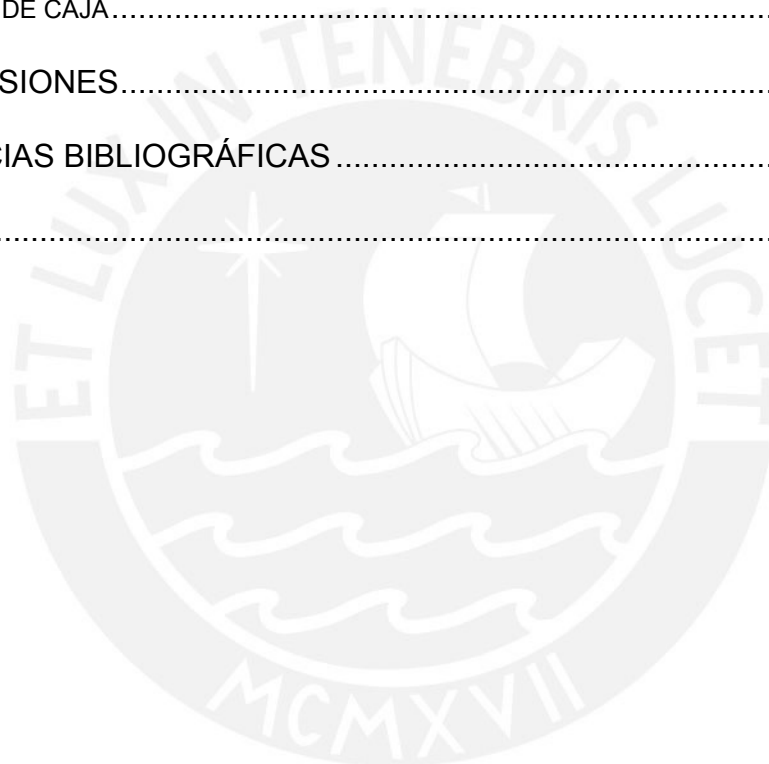 DE CAJA
SIONES
CIAS BIBLIOGRÁFICAS
ET LUX IN TENEBRIS LUCET
MCMXVII